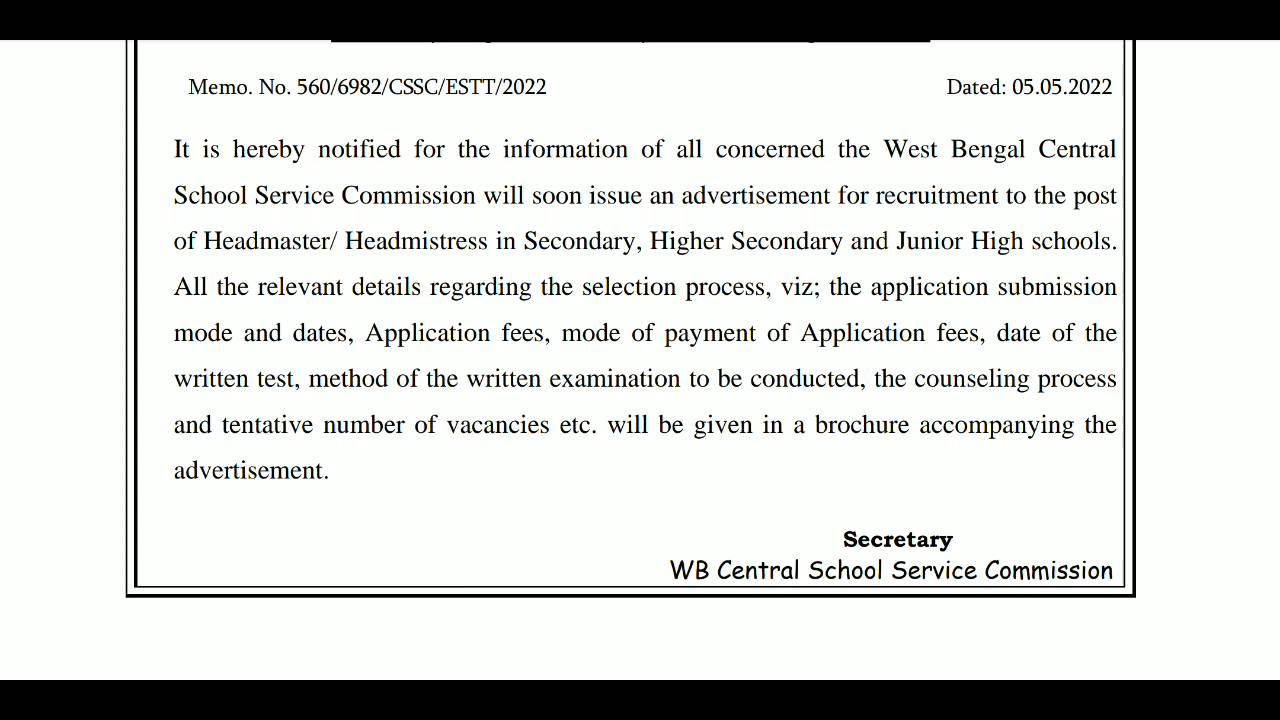 Memo. No. 560/6982/CSSC/ESTT/2022 Dated: 05.05.2022
It is hereby notified for the information of all concerned the West Bengal Central
School Service Commission will soon issue an advertisement for recruitment to the post
of Headmaster/ Headmistress in Secondary, Higher Secondary and Junior High schools.
All the relevant details regarding the selection process, viz; the application submission
mode and dates, Application fees, mode of payment of Application fees, date of the
written test, method of the written examination to be conducted, the counseling process
and tentative number of vacancies etc. will be given in a brochure accompanying the
advertisement.
Secretary
WB Central School Service Commission